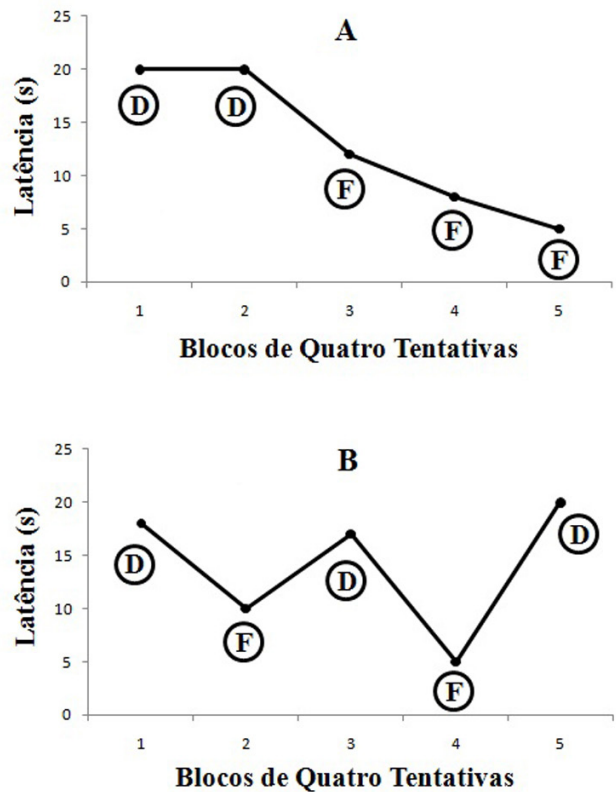 A
Latência (s)
25
20
15
10
5
0
D
D
F
F
F
1 2 3 4 5
Blocos de Quatro Tentativas
B
Latência (s)
25
20
15
10
5
0
D
F
D
F
D
1 2 3 4 5
Blocos de Quatro Tentativas